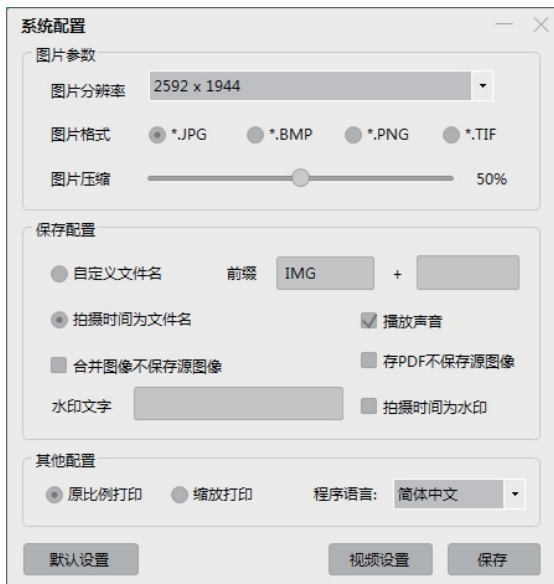 系统配置
图片参数
图片分辨率 2592 x 1944
图片格式 *.JPG *.BMP *.PNG *.TIF
图片压缩 50%
保存配置
自定义文件名 前缀 IMG +
拍摄时间为文件名 播放声音
合并图像不保存源图像 存PDF不保存源图像
水印文字 拍摄时间为水印
其他配置
原比例打印 缩放打印 程序语言: 简体中文
默认设置 视频设置 保存